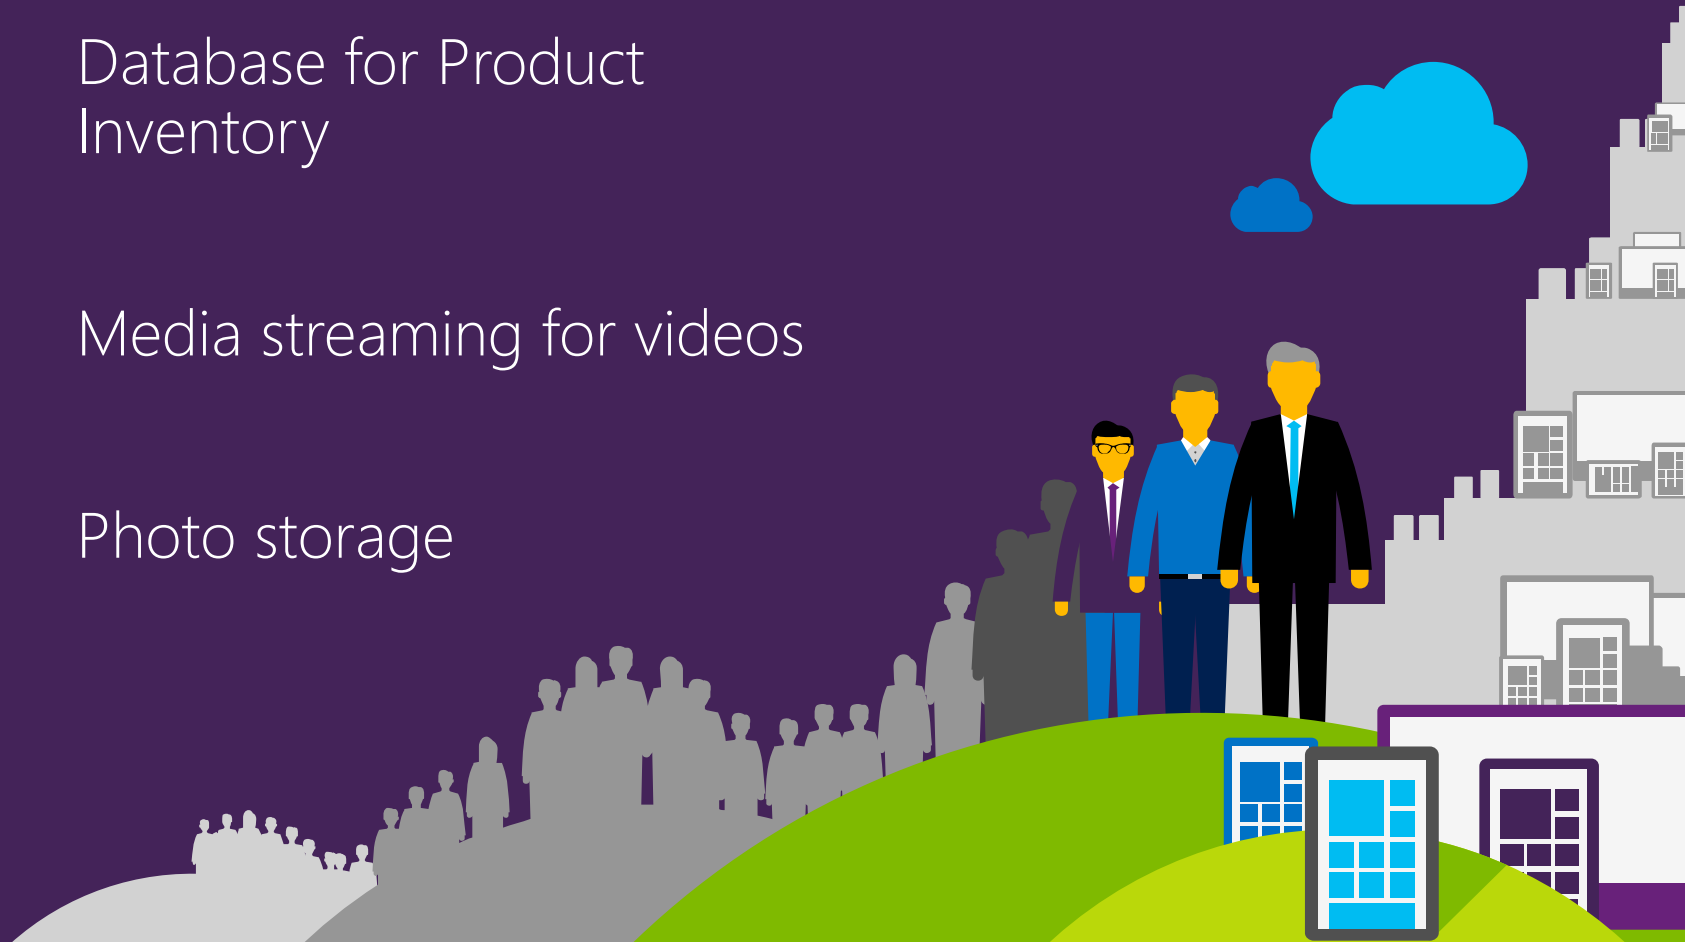 Database for Product
Inventory
Media streaming for videos
Photo storage